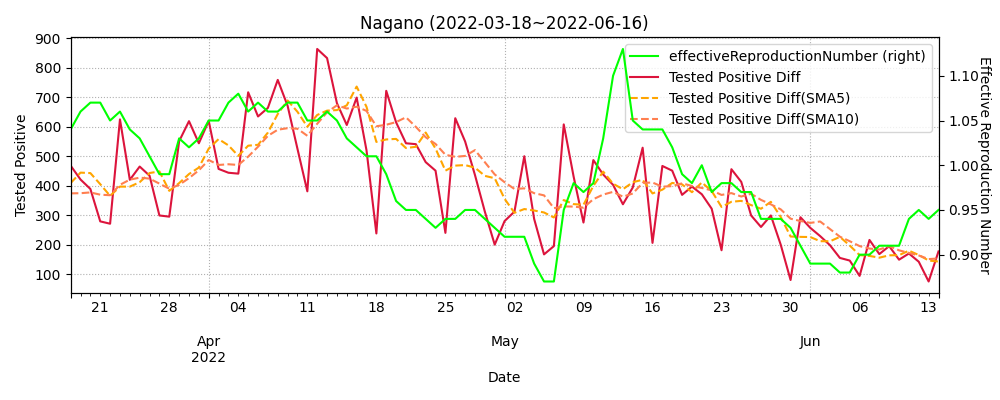 Nagano (2022-03-18~2022-06-16)
effectiveReproductionNumber (right)
Tested Positive Diff
Tested Positive Diff(SMA5)
Tested Positive Diff(SMA10)
Tested Positive
900
800
700
600
500
400
300
200
100
Effective Reproduction Number
1.10
1.05
1.00
0.95
0.90
21 28 04 11 18 25 02 09 16 23 30 06 13
Apr May Jun
2022
Date